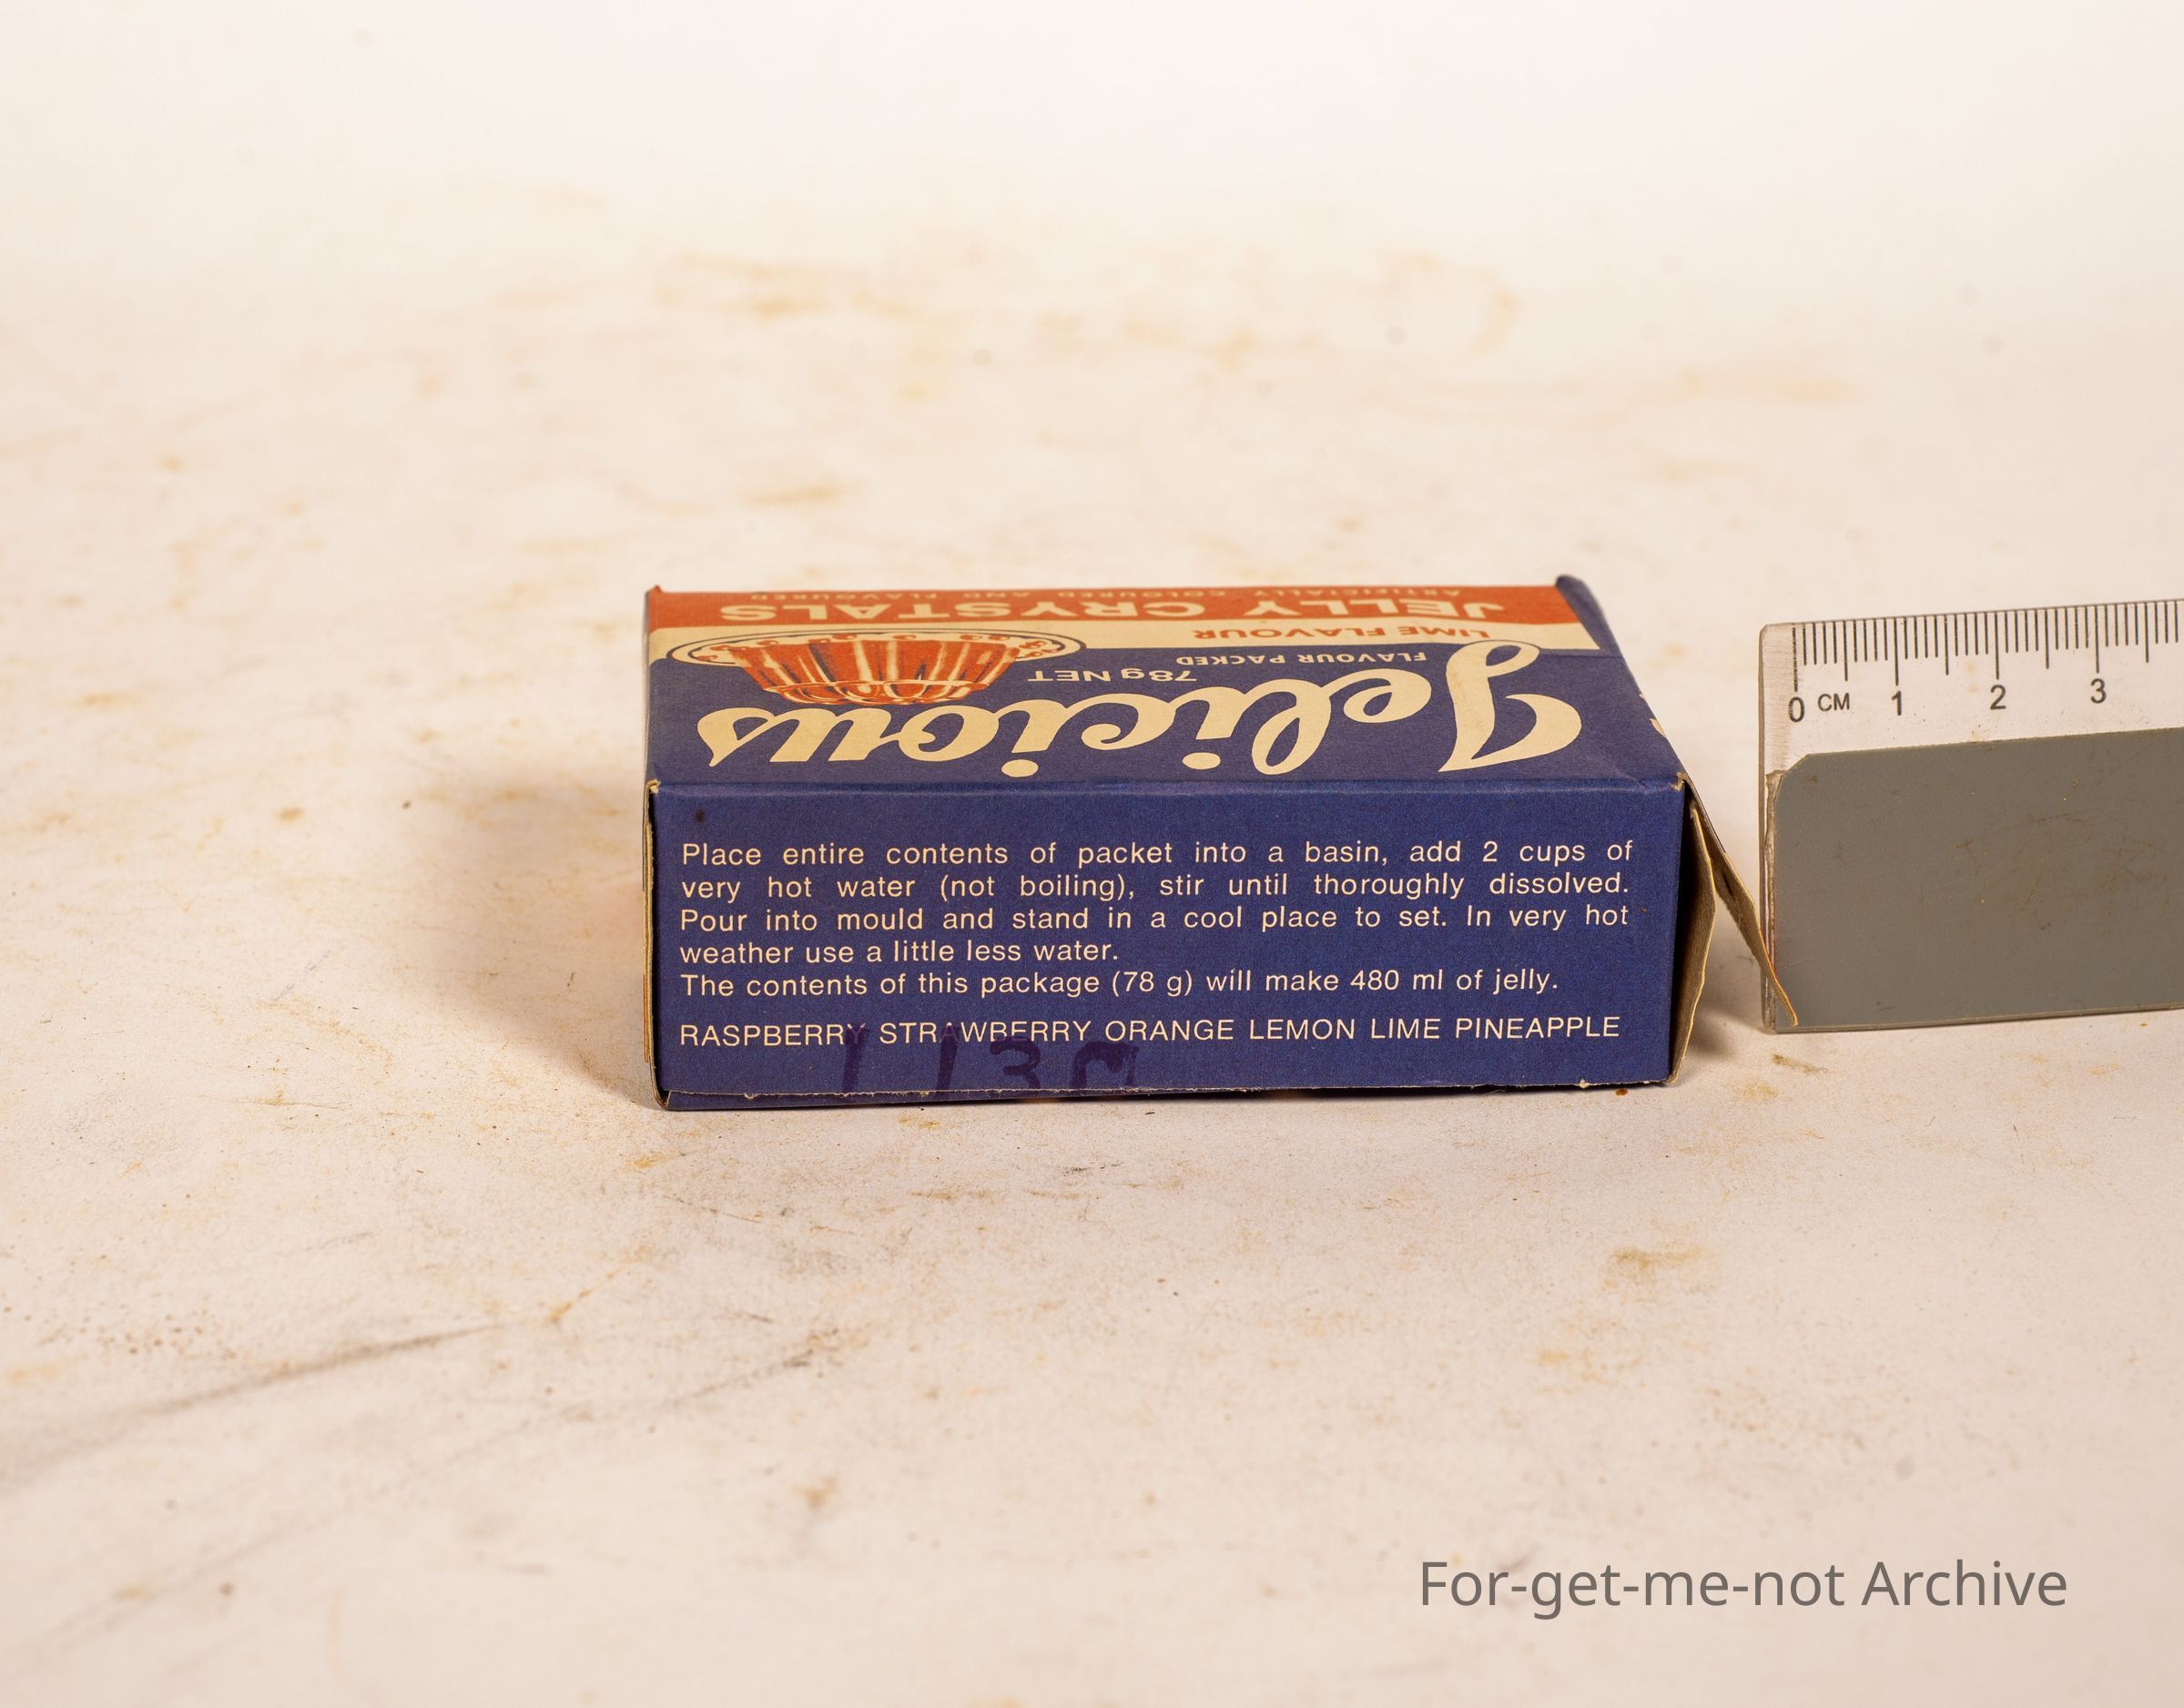 ARTIFICIALLY COLOURED AND FLAVOURED
JELLY CRYSTALS
LIME FLAVOUR
FLAVOUR PACKED
78g NET
Jelicious
Place entire contents of packet into a basin, add 2 cups of
very hot water (not boiling), stir until thoroughly dissolved.
Pour into mould and stand in a cool place to set. In very hot
weather use a little less water.
The contents of this package (78 g) will make 480 ml of jelly.
RASPBERRY STRAWBERRY ORANGE LEMON LIME PINEAPPLE
0 CM 1 2 3
For-get-me-not Archive